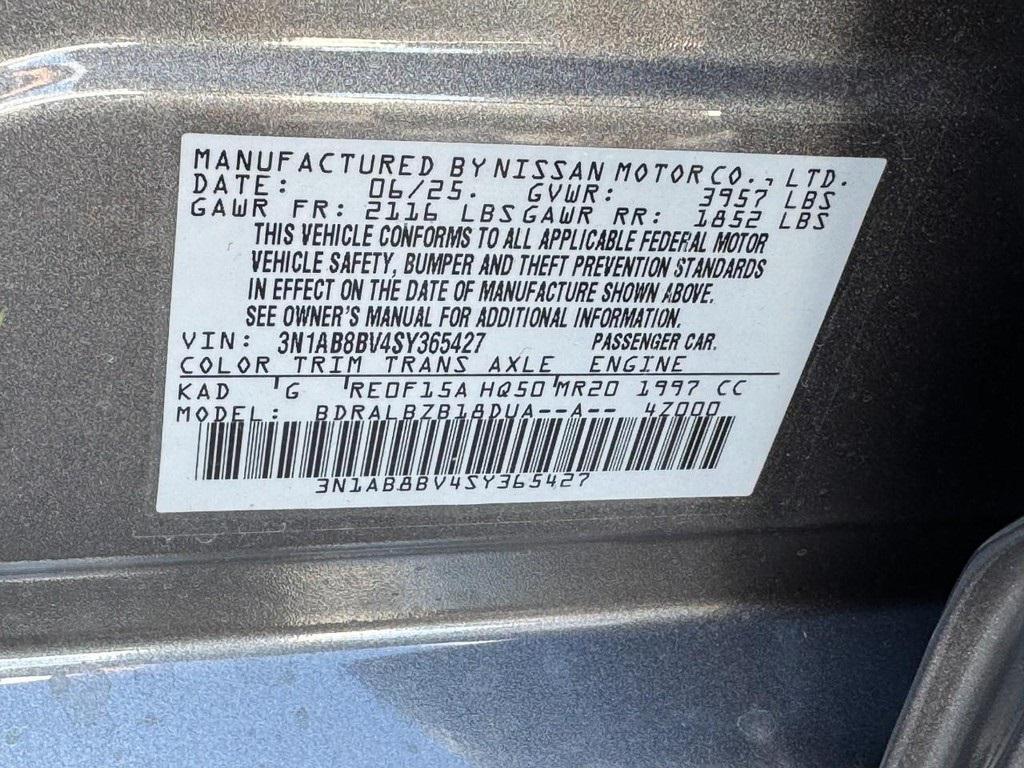 MANUFACTURED BY NISSAN MOTOR CO., LTD.
DATE: 06/25. GVWR: 3957 LBS
GAWR FR: 2116 LBS GAWR RR: 1852 LBS
THIS VEHICLE CONFORMS TO ALL APPLICABLE FEDERAL MOTOR
VEHICLE SAFETY, BUMPER AND THEFT PREVENTION STANDARDS
IN EFFECT ON THE DATE OF MANUFACTURE SHOWN ABOVE.
SEE OWNER'S MANUAL FOR ADDITIONAL INFORMATION.
VIN: 3N1AB8BV4SY365427 PASSENGER CAR.
COLOR TRIM TRANS AXLE ENGINE
KAD G RE0F15A HQ50 MR20 1997 CC
MODEL: BDRALBZB18DUA--A-- 4Z000
3N1AB8BV4SY365427